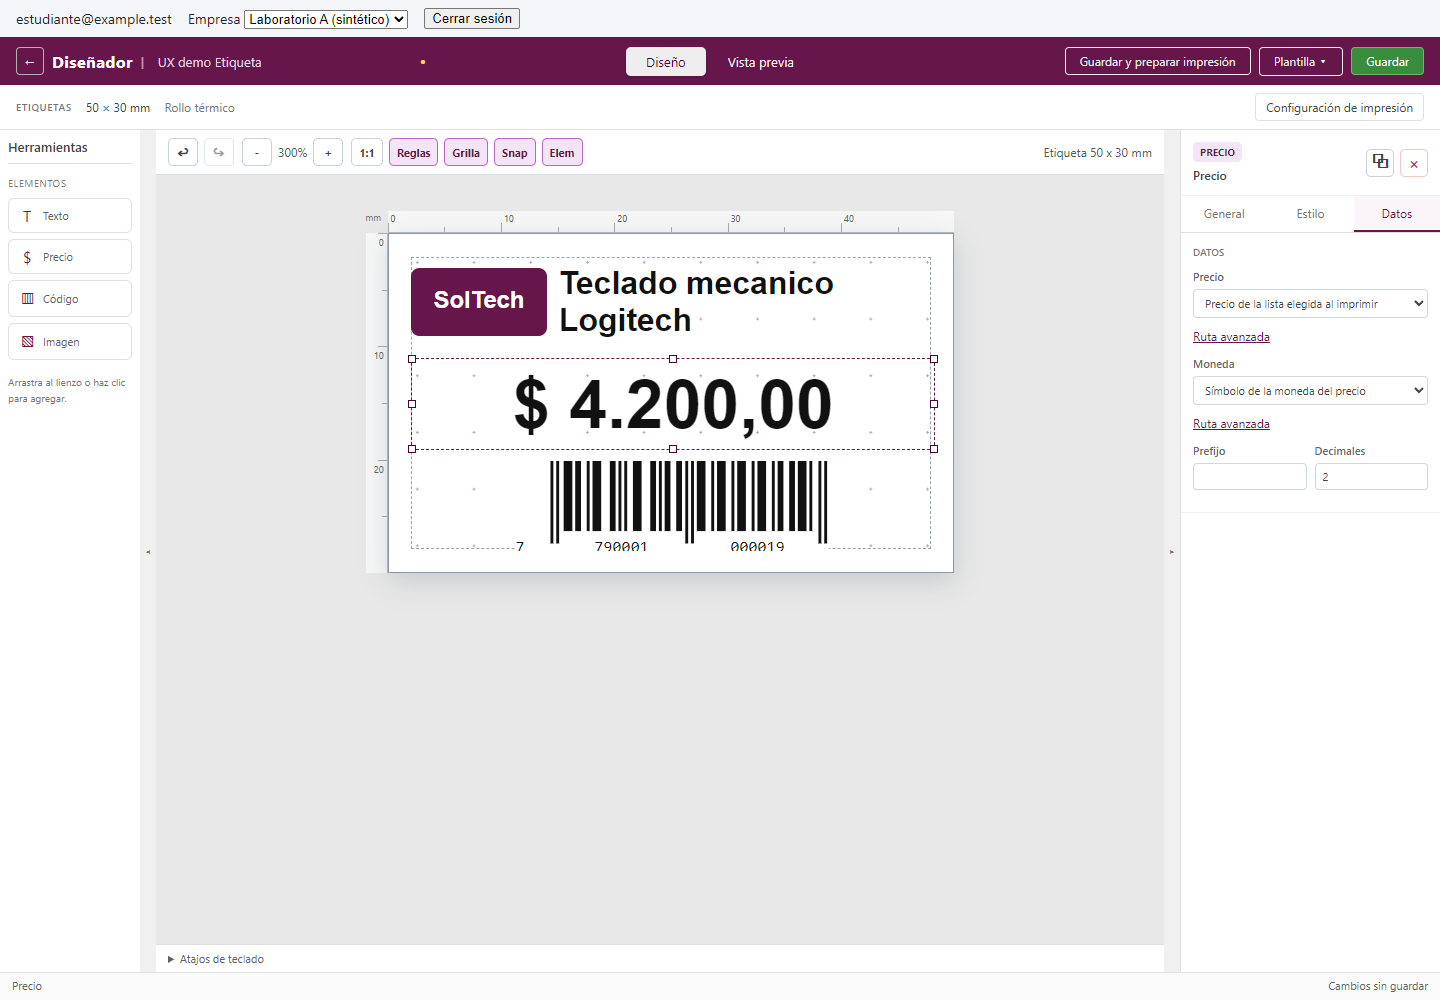 estudiante@example.test Empresa Laboratorio A (sintético) Cerrar sesión
← Diseñador | UX demo Etiqueta Diseño Vista previa Guardar y preparar impresión Plantilla Guardar
ETIQUETAS 50 × 30 mm Rollo térmico Configuración de impresión
Herramientas
ELEMENTOS
T Texto
$ Precio
Código
Imagen
Arrastra al lienzo o haz clic
para agregar.
- 300% + 1:1 Reglas Grilla Snap Elem Etiqueta 50 x 30 mm
mm 0 10 20 30 40
0
10
20
SolTech
Teclado mecanico
Logitech
$ 4.200,00
7 790001 000019
Atajos de teclado
PRECIO
Precio
×
General Estilo Datos
DATOS
Precio
Precio de la lista elegida al imprimir
Ruta avanzada
Moneda
Símbolo de la moneda del precio
Ruta avanzada
Prefijo Decimales
2
Precio Cambios sin guardar